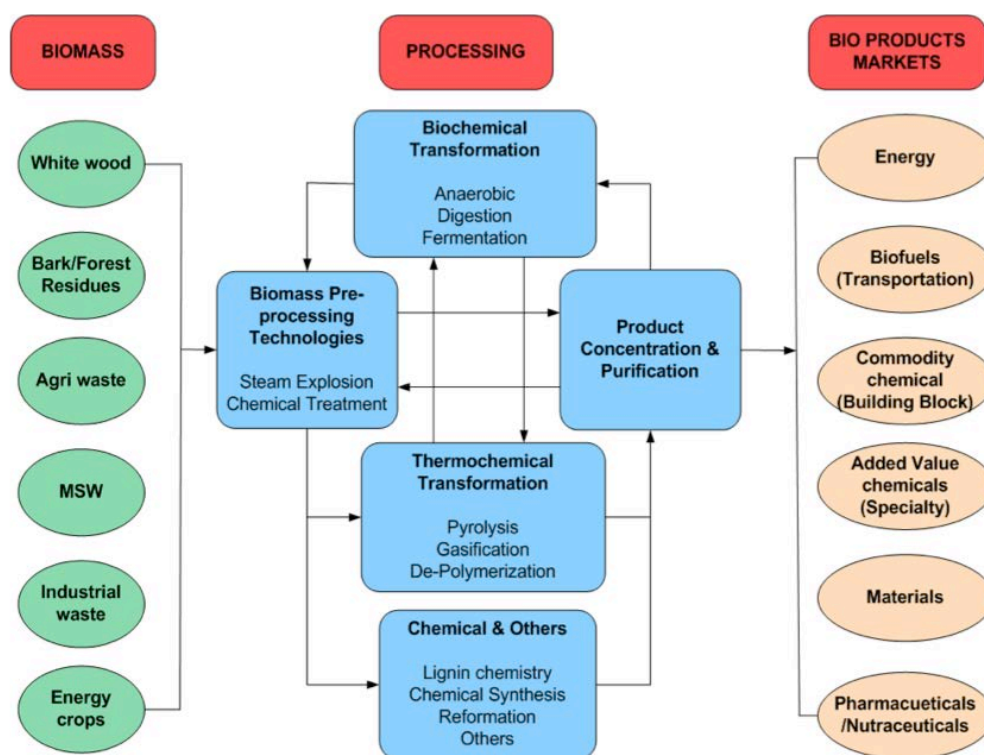 BIOMASS
PROCESSING
BIO PRODUCTS
MARKETS
White wood
Bark/Forest
Residues
Agri waste
MSW
Industrial
waste
Energy
crops
Biochemical
Transformation
Anaerobic
Digestion
Fermentation
Biomass Pre-
processing
Technologies
Steam Explosion
Chemical Treatment
Product
Concentration &
Purification
Thermochemical
Transformation
Pyrolysis
Gasification
De-Polymerization
Chemical & Others
Lignin chemistry
Chemical Synthesis
Reformation
Others
Energy
Biofuels
(Transportation)
Commodity
chemical
(Building Block)
Added Value
chemicals
(Specialty)
Materials
Pharmacueticals
/Nutraceuticals